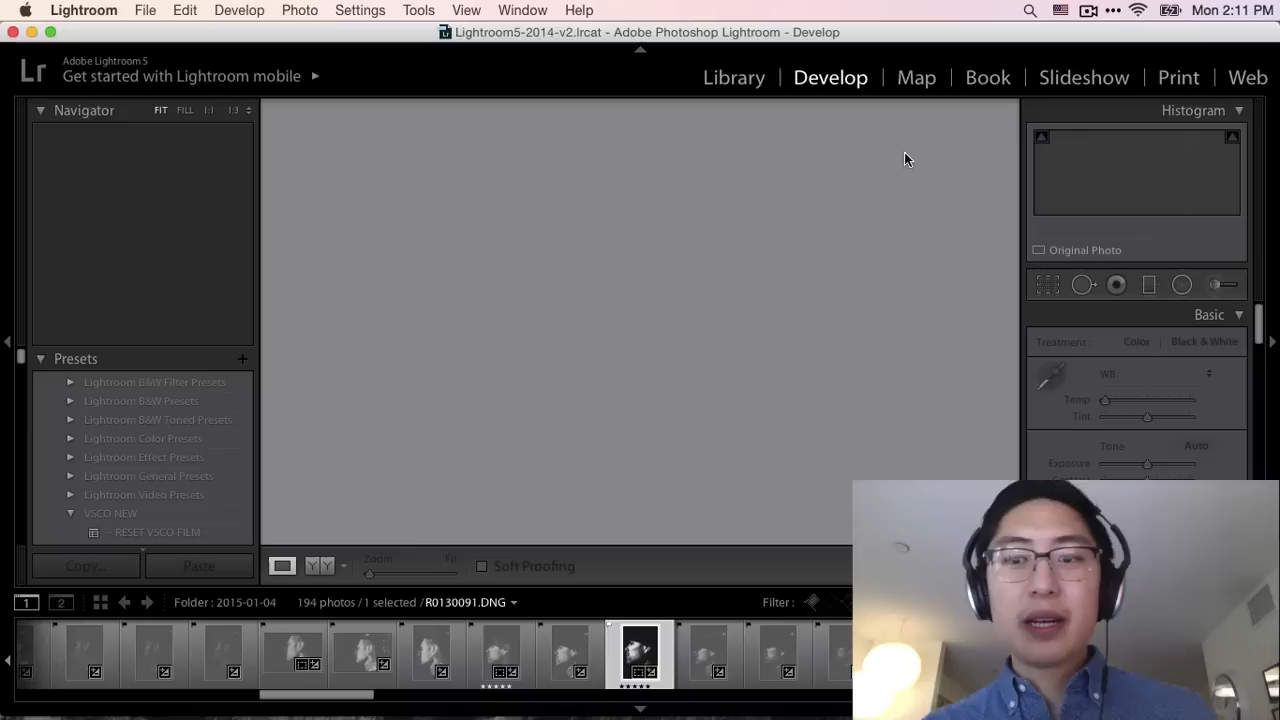 Lightroom File Edit Develop Photo Settings Tools View Window Help Mon 2:11 PM
Lightroom5-2014-v2.lrcat - Adobe Photoshop Lightroom - Develop
Lr
Adobe Lightroom 5
Get started with Lightroom mobile
Library | Develop | Map | Book | Slideshow | Print | Web
Navigator FIT FILL 1:1 1:3
Histogram
Original Photo
Basic
Treatment : Color | Black & White
WB :
Temp
Tint
Tone Auto
Exposure
Presets +
Lightroom B&W Filter Presets
Lightroom B&W Presets
Lightroom B&W Toned Presets
Lightroom Color Presets
Lightroom Effect Presets
Lightroom General Presets
Lightroom Video Presets
VSCO NEW
- RESET VSCO FILM -
Copy... Paste
YY Zoom Fit Soft Proofing
1 2 Folder : 2015-01-04 194 photos / 1 selected / R0130091.DNG Filter :